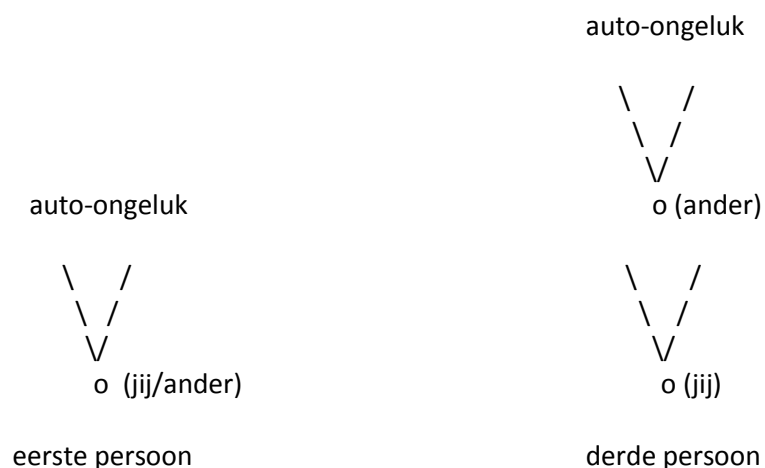 auto-ongeluk
o (ander)
auto-ongeluk
o (jij/ander)
o (jij)
eerste persoon
derde persoon